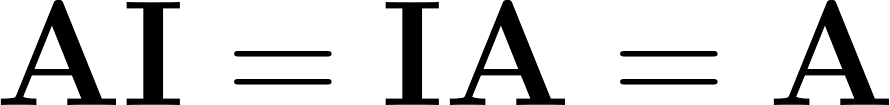 AI = IA = A